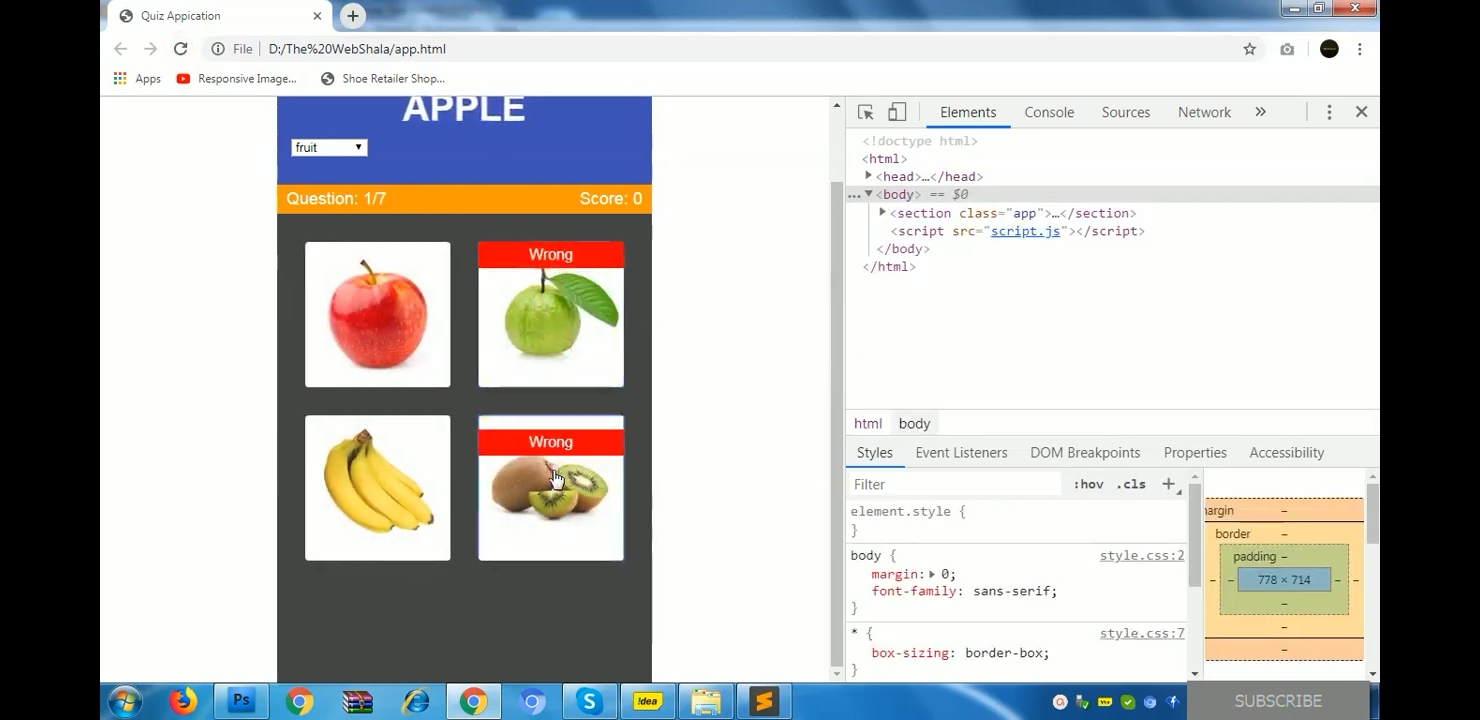 Quiz Appication
File
D:/The%20WebShala/app.html
Apps
Responsive Image...
Shoe Retailer Shop...
APPLE
fruit
Question: 1/7
Score: 0
Wrong
Wrong
Elements
Console
Sources
Network
<!doctype html>
<html>
<head>…</head>
<body> == $0
<section class="app">…</section>
<script src="script.js"></script>
</body>
</html>
html
body
Styles
Event Listeners
DOM Breakpoints
Properties
Accessibility
Filter
:hov
.cls
element.style {
}
body {
style.css:2
margin: 0;
font-family: sans-serif;
}
* {
style.css:7
box-sizing: border-box;
}
border
padding
778 × 714
Ps
!dea
SUBSCRIBE